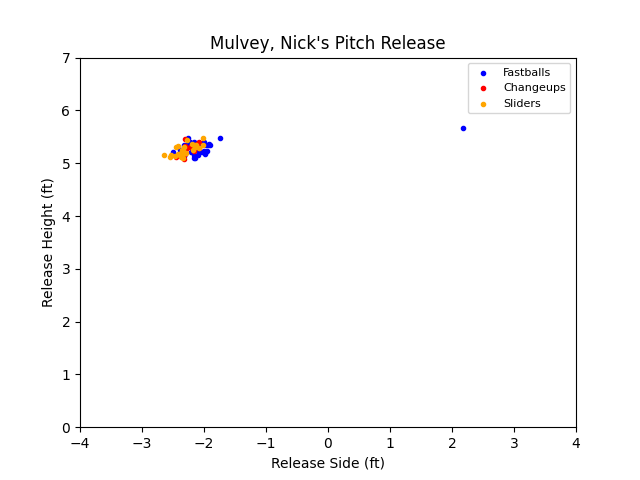 Mulvey, Nick's Pitch Release
Release Height (ft)
7
6
5
4
3
2
1
0
Fastballs
Changeups
Sliders
−4 −3 −2 −1 0 1 2 3 4
Release Side (ft)